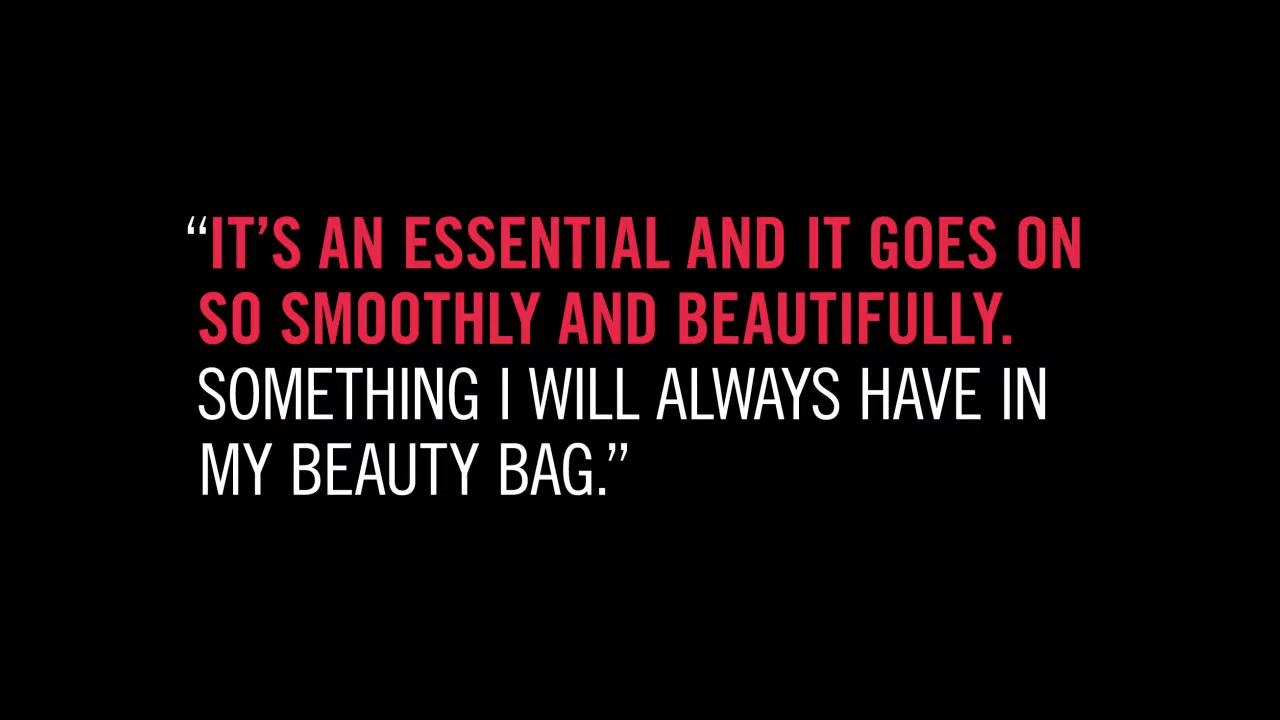 “IT’S AN ESSENTIAL AND IT GOES ON
SO SMOOTHLY AND BEAUTIFULLY.
SOMETHING I WILL ALWAYS HAVE IN
MY BEAUTY BAG.”